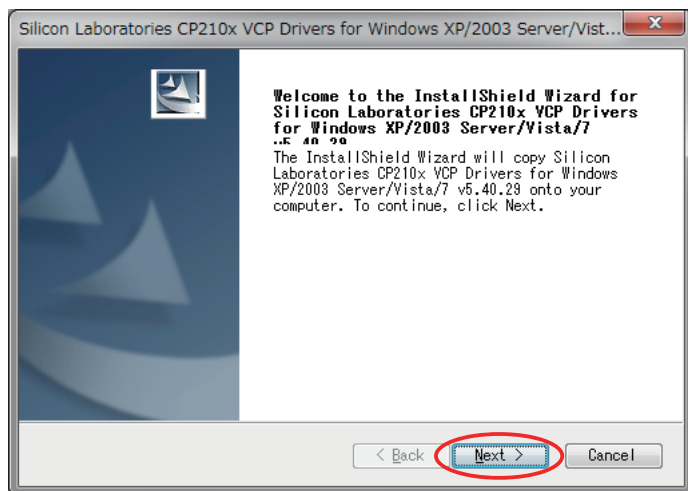 Silicon Laboratories CP210x VCP Drivers for Windows XP/2003 Server/Vist...
Welcome to the InstallShield Wizard for
Silicon Laboratories CP210x VCP Drivers
for Windows XP/2003 Server/Vista/7
v5.40.29
The InstallShield Wizard will copy Silicon
Laboratories CP210x VCP Drivers for Windows
XP/2003 Server/Vista/7 v5.40.29 onto your
computer. To continue, click Next.
< Back Next > Cancel